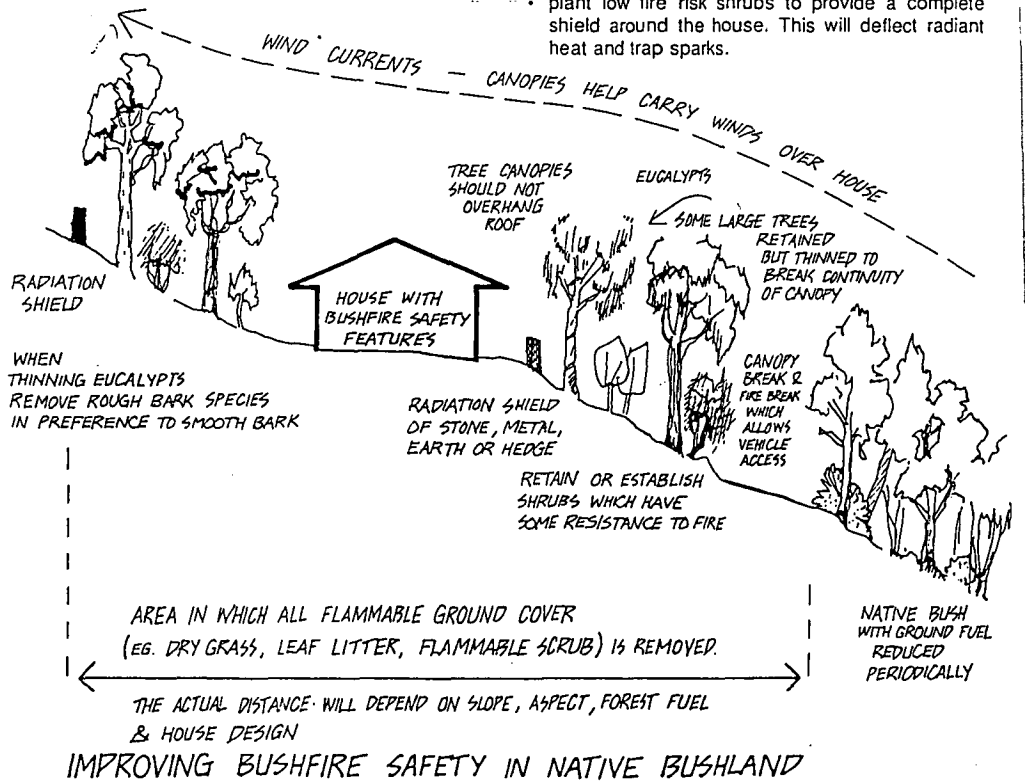 • plant low fire risk shrubs to provide a complete
shield around the house. This will deflect radiant
heat and trap sparks.
WIND CURRENTS — CANOPIES HELP CARRY WINDS OVER HOUSE
TREE CANOPIES
SHOULD NOT
OVERHANG
ROOF
EUCALYPTS
SOME LARGE TREES
RETAINED
BUT THINNED TO
BREAK CONTINUITY
OF CANOPY
RADIATION
SHIELD
HOUSE WITH
BUSHFIRE SAFETY
FEATURES
WHEN
THINNING EUCALYPTS
REMOVE ROUGH BARK SPECIES
IN PREFERENCE TO SMOOTH BARK
RADIATION SHIELD
OF STONE, METAL,
EARTH OR HEDGE
CANOPY
BREAK &
FIRE BREAK
WHICH
ALLOWS
VEHICLE
ACCESS
RETAIN OR ESTABLISH
SHRUBS WHICH HAVE
SOME RESISTANCE TO FIRE
AREA IN WHICH ALL FLAMMABLE GROUND COVER
(EG. DRY GRASS, LEAF LITTER, FLAMMABLE SCRUB) IS REMOVED.
NATIVE BUSH
WITH GROUND FUEL
REDUCED
PERIODICALLY
THE ACTUAL DISTANCE WILL DEPEND ON SLOPE, ASPECT, FOREST FUEL
& HOUSE DESIGN
IMPROVING BUSHFIRE SAFETY IN NATIVE BUSHLAND